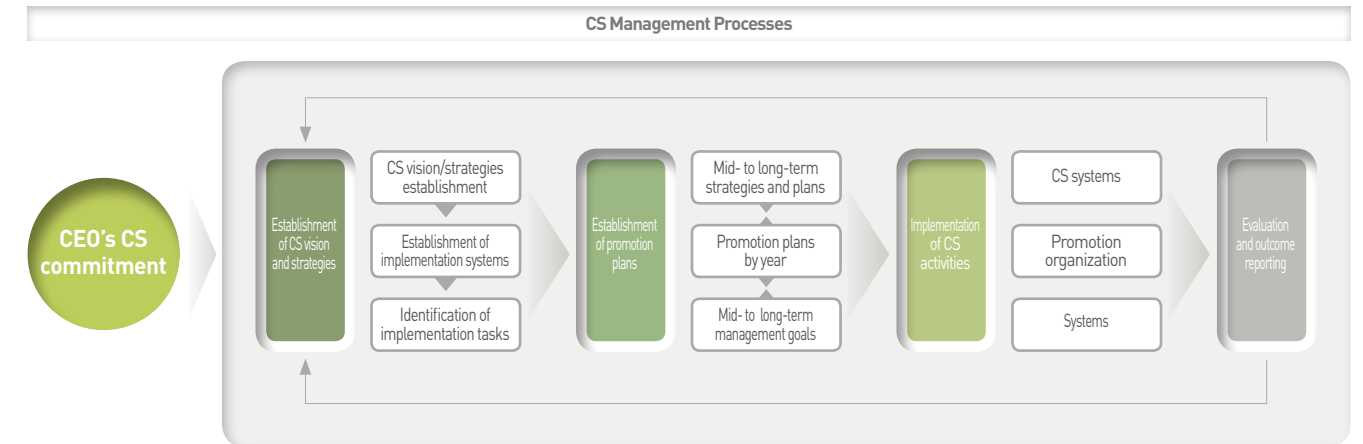 CS Management Processes
CEO's CS
commitment
Establishment
of CS vision
and strategies
CS vision/strategies
establishment
Establishment of
implementation systems
Identification of
implementation tasks
Establishment
of promotion
plans
Mid- to long-term
strategies and plans
Promotion plans
by year
Mid- to long-term
management goals
Implementation
of CS
activities
CS systems
Promotion
organization
Systems
Evaluation
and outcome
reporting